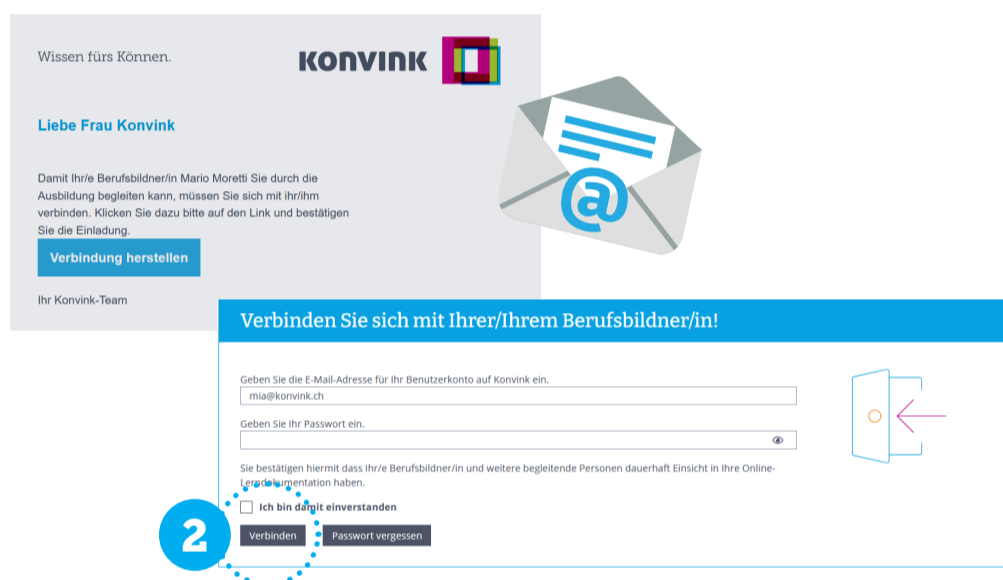 Wissen fürs Können.
KONVINK
Liebe Frau Konvink
Damit Ihr/e Berufsbildner/in Mario Moretti Sie durch die
Ausbildung begleiten kann, müssen Sie sich mit ihr/ihm
verbinden. Klicken Sie dazu bitte auf den Link und bestätigen
Sie die Einladung.
Verbindung herstellen
Ihr Konvink-Team
@
Verbinden Sie sich mit Ihrer/Ihrem Berufsbildner/in!
Geben Sie die E-Mail-Adresse für Ihr Benutzerkonto auf Konvink ein.
mia@konvink.ch
Geben Sie Ihr Passwort ein.
Sie bestätigen hiermit dass Ihr/e Berufsbildner/in und weitere begleitende Personen dauerhaft Einsicht in Ihre Online-
Lerndokumentation haben.
Ich bin damit einverstanden
2
Verbinden
Passwort vergessen